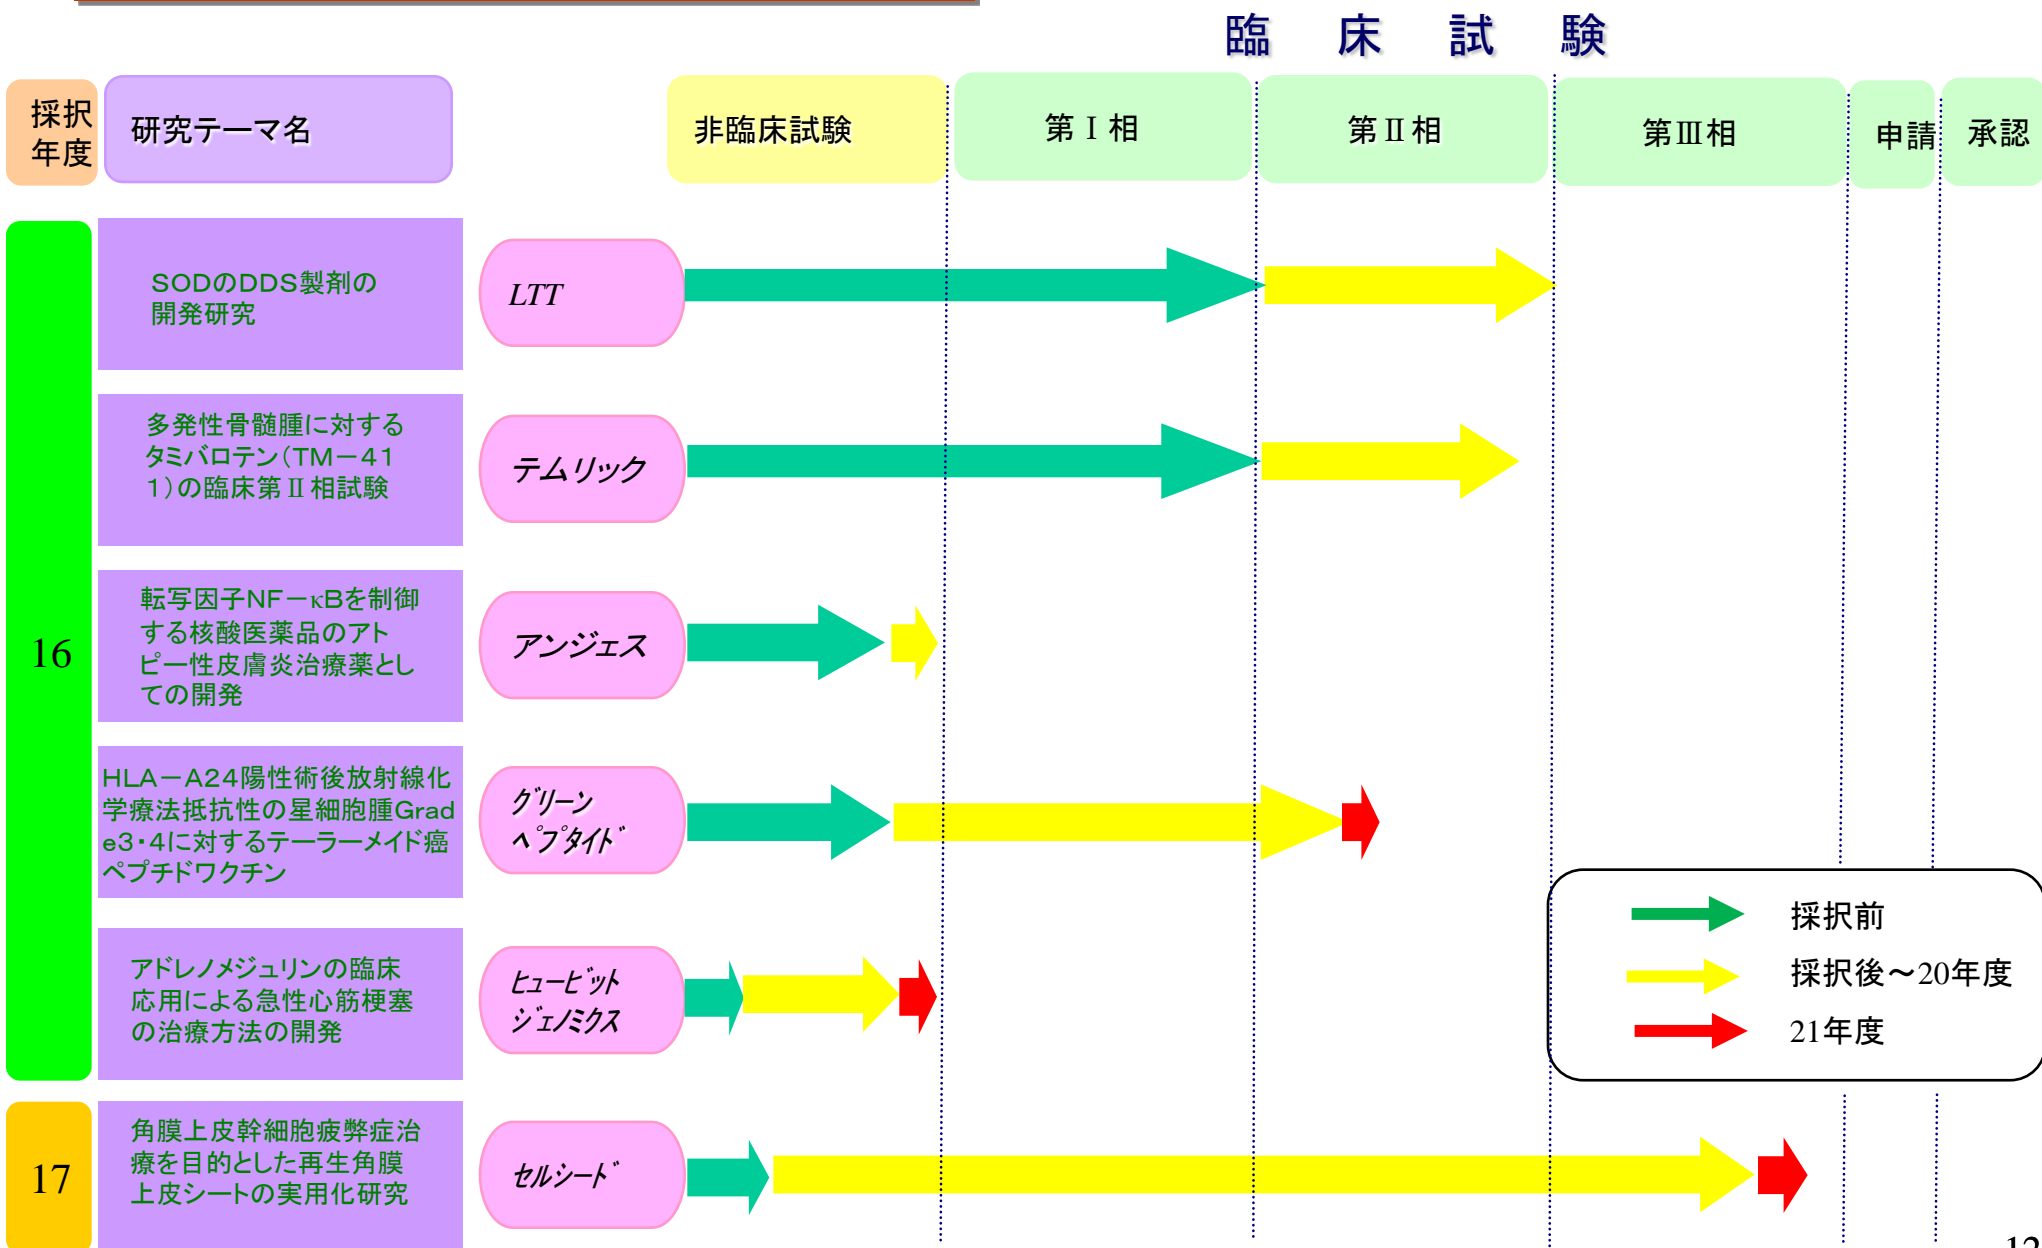 臨床試験
採択
年度
研究テーマ名
非臨床試験
第Ⅰ相
第Ⅱ相
第Ⅲ相
申請
承認
16
SODのDDS製剤の
開発研究
LTT
多発性骨髄腫に対する
タミバロテン(TM－41
1)の臨床第Ⅱ相試験
テムリック
転写因子NF－κBを制御
する核酸医薬品のアト
ピー性皮膚炎治療薬とし
ての開発
アンジェス
HLA－A24陽性術後放射線化
学療法抵抗性の星細胞腫Grad
e3・4に対するテーラーメイド癌
ペプチドワクチン
グリーン
ペプタイド
アドレノメジュリンの臨床
応用による急性心筋梗塞
の治療方法の開発
ヒュービット
ジェノミクス
採択前
採択後～20年度
21年度
17
角膜上皮幹細胞疲弊症治
療を目的とした再生角膜
上皮シートの実用化研究
セルシード
12